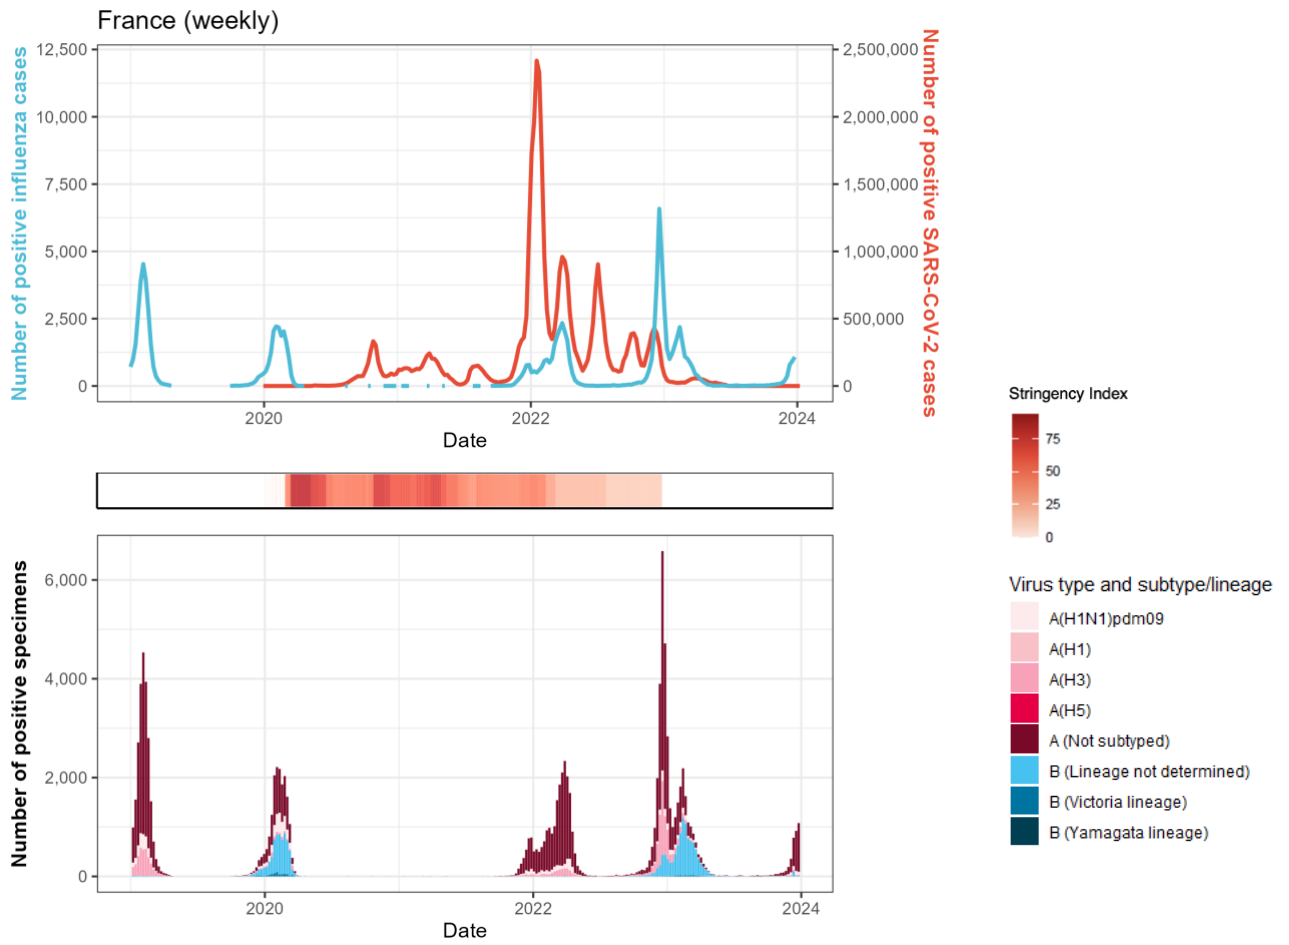 France (weekly)
Number of positive influenza cases
12,500
10,000
7,500
5,000
2,500
0
2,500,000
2,000,000
1,500,000
1,000,000
500,000
0
Number of positive SARS-CoV-2 cases
2020
2022
2024
Date
Stringency Index
75
50
25
0
Number of positive specimens
6,000
4,000
2,000
0
2020
2022
2024
Date
Virus type and subtype/lineage
A(H1N1)pdm09
A(H1)
A(H3)
A(H5)
A (Not subtyped)
B (Lineage not determined)
B (Victoria lineage)
B (Yamagata lineage)